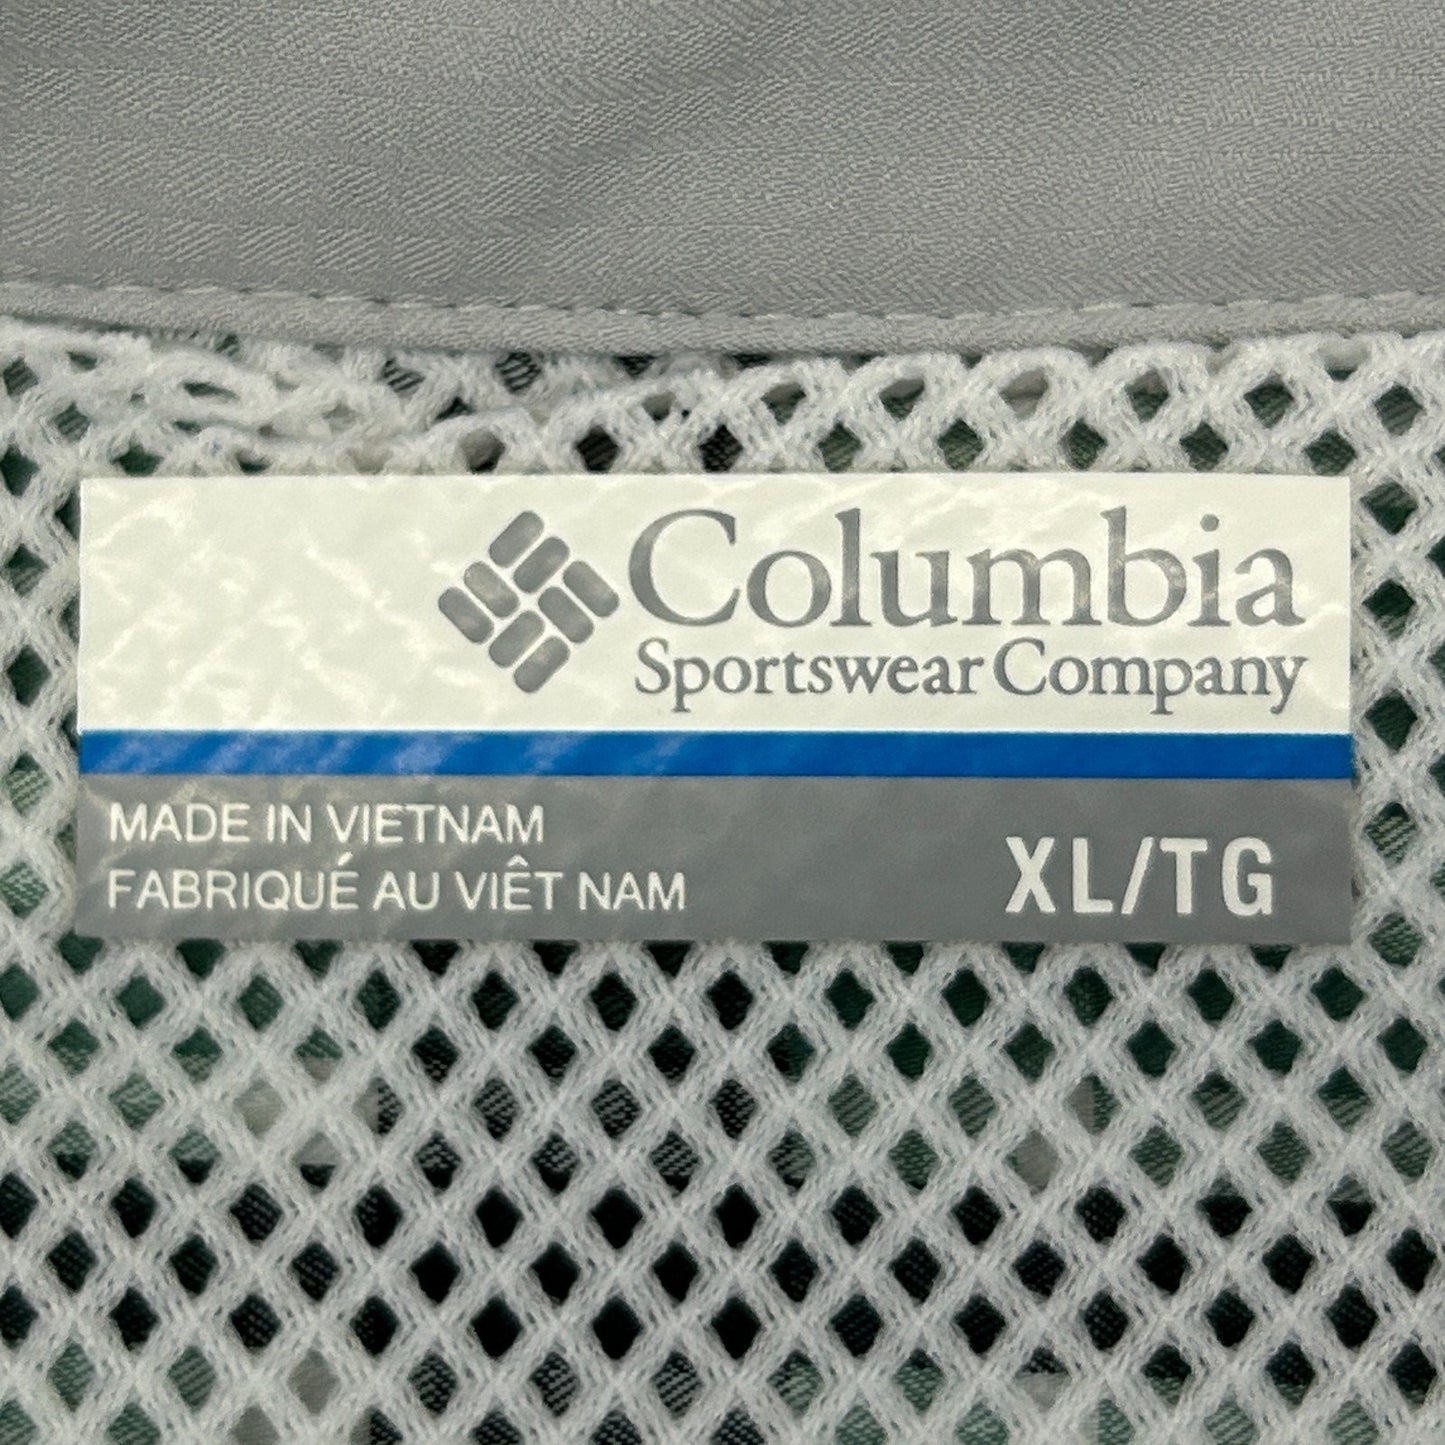 Columbia
Sportswear Company
MADE IN VIETNAM
FABRIQUÉ AU VIÊT NAM
XL/TG